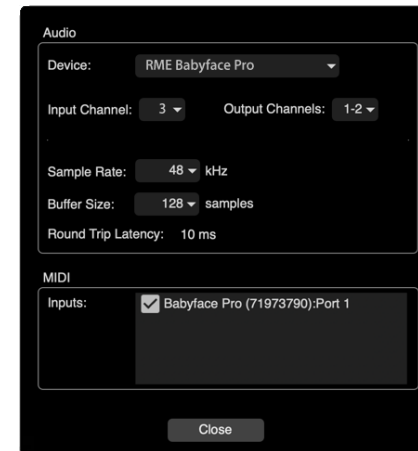 Audio
Device: RME Babyface Pro
Input Channel: 3 Output Channels: 1-2
Sample Rate: 48 kHz
Buffer Size: 128 samples
Round Trip Latency: 10 ms
MIDI
Inputs: Babyface Pro (71973790):Port 1
Close